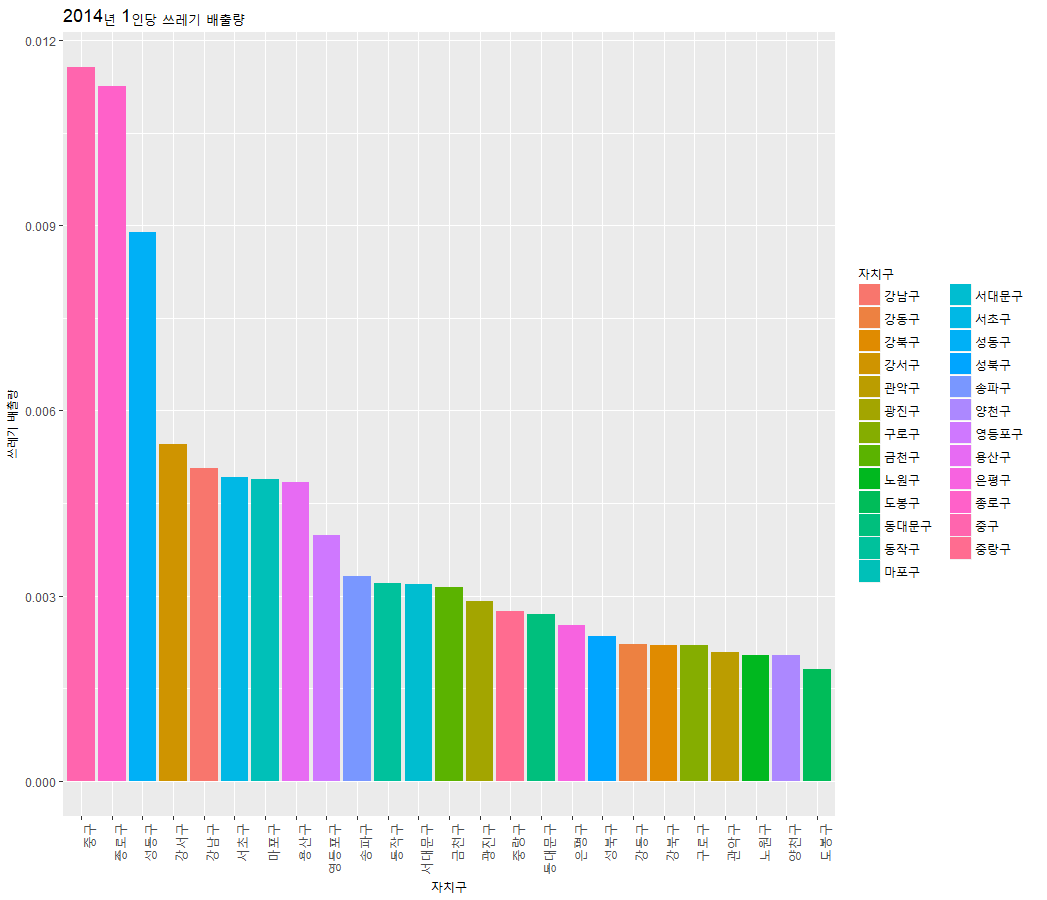 2014년 1인당 쓰레기 배출량
쓰레기 배출량
0.012
0.009
0.006
0.003
0.000
중구
종로구
성동구
강서구
강남구
서초구
마포구
용산구
영등포구
송파구
동작구
서대문구
금천구
광진구
중랑구
동대문구
은평구
성북구
강동구
강북구
구로구
관악구
노원구
양천구
도봉구
자치구
자치구
강남구
강동구
강북구
강서구
관악구
광진구
구로구
금천구
노원구
도봉구
동대문구
동작구
마포구
서대문구
서초구
성동구
성북구
송파구
양천구
영등포구
용산구
은평구
종로구
중구
중랑구